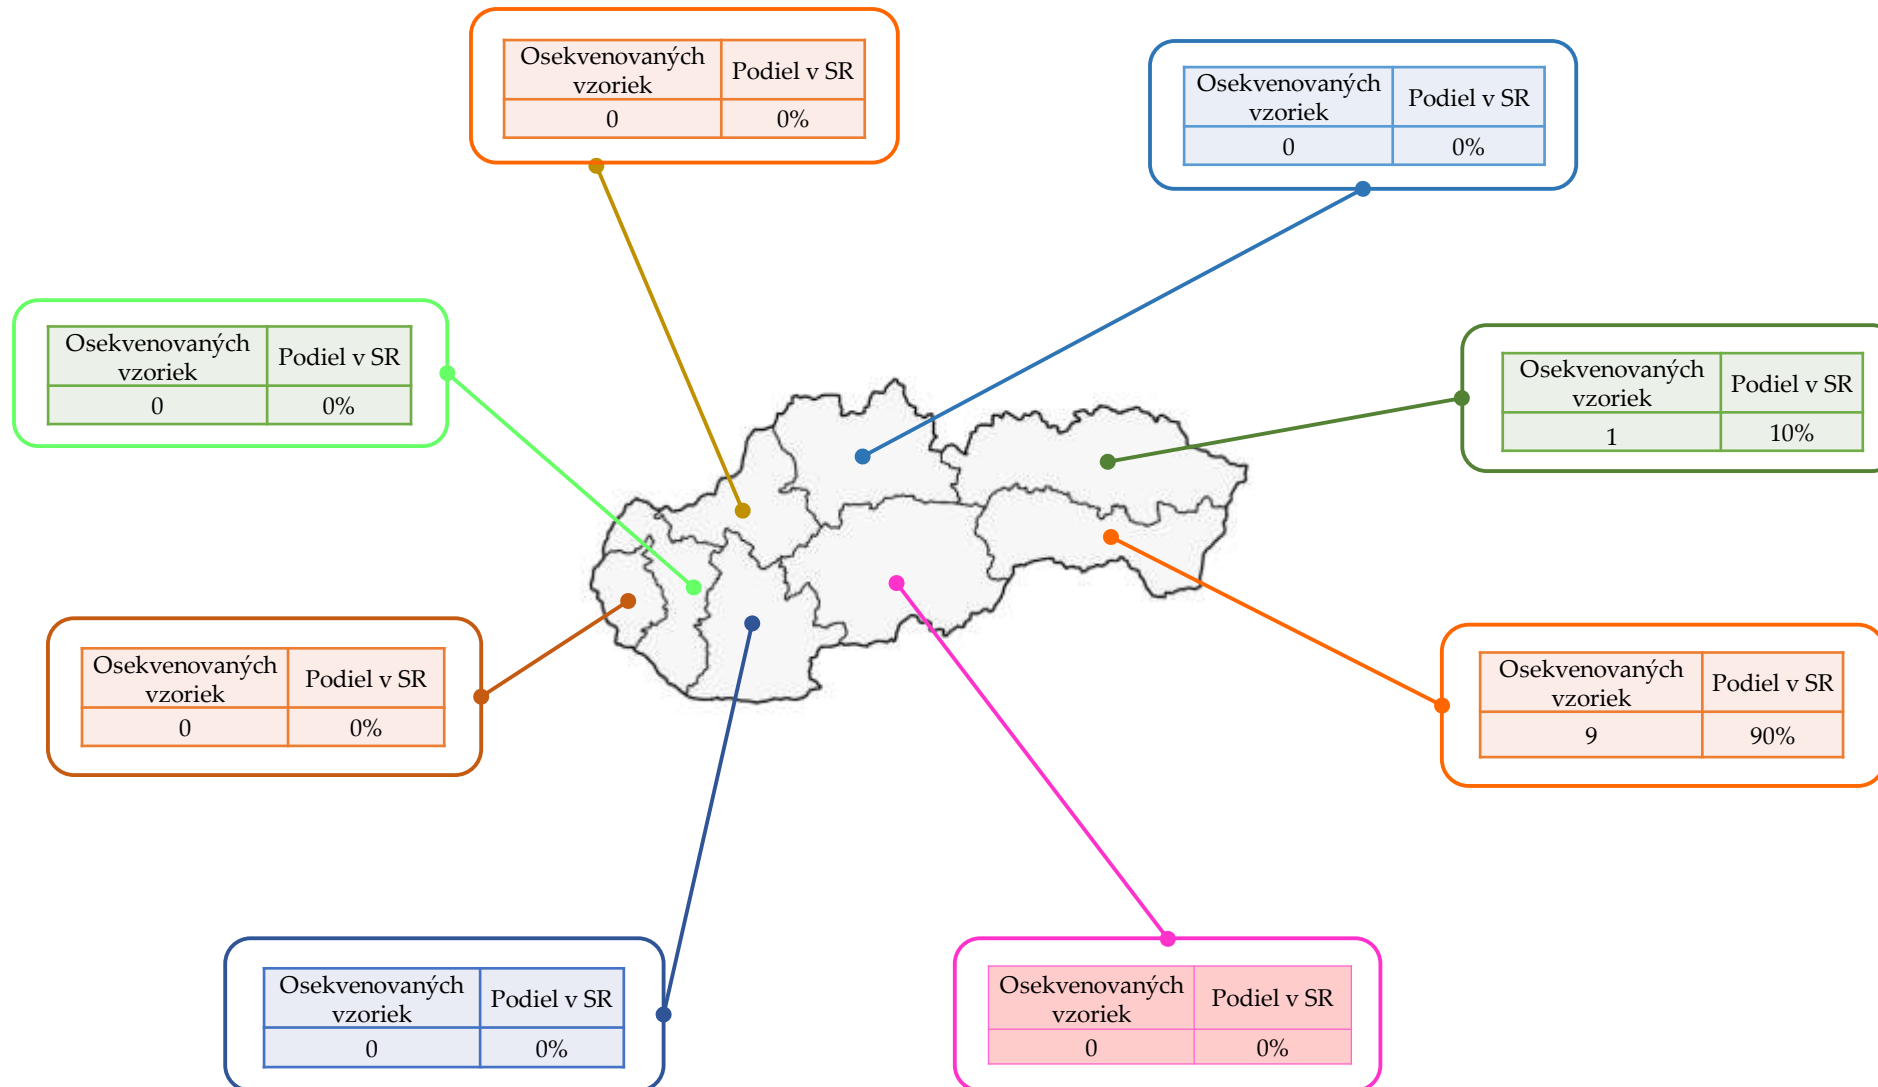 Osekvenovaných
vzoriek
Podiel v SR
0
0%
Osekvenovaných
vzoriek
Podiel v SR
0
0%
Osekvenovaných
vzoriek
Podiel v SR
0
0%
Osekvenovaných
vzoriek
Podiel v SR
1
10%
Osekvenovaných
vzoriek
Podiel v SR
0
0%
Osekvenovaných
vzoriek
Podiel v SR
9
90%
Osekvenovaných
vzoriek
Podiel v SR
0
0%
Osekvenovaných
vzoriek
Podiel v SR
0
0%